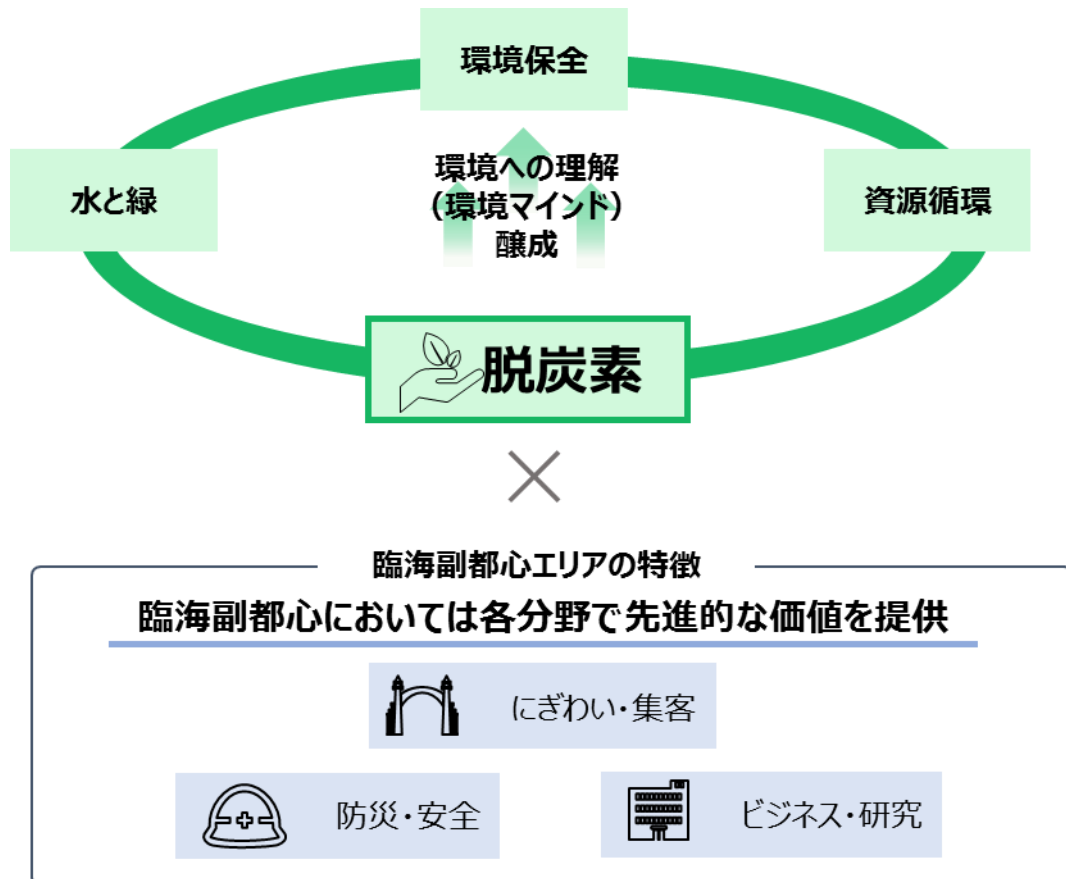 環境保全
水と緑
環境への理解
(環境マインド)
醸成
資源循環
脱炭素
×
臨海副都心エリアの特徴
臨海副都心においては各分野で先進的な価値を提供
にぎわい・集客
防災・安全
ビジネス・研究